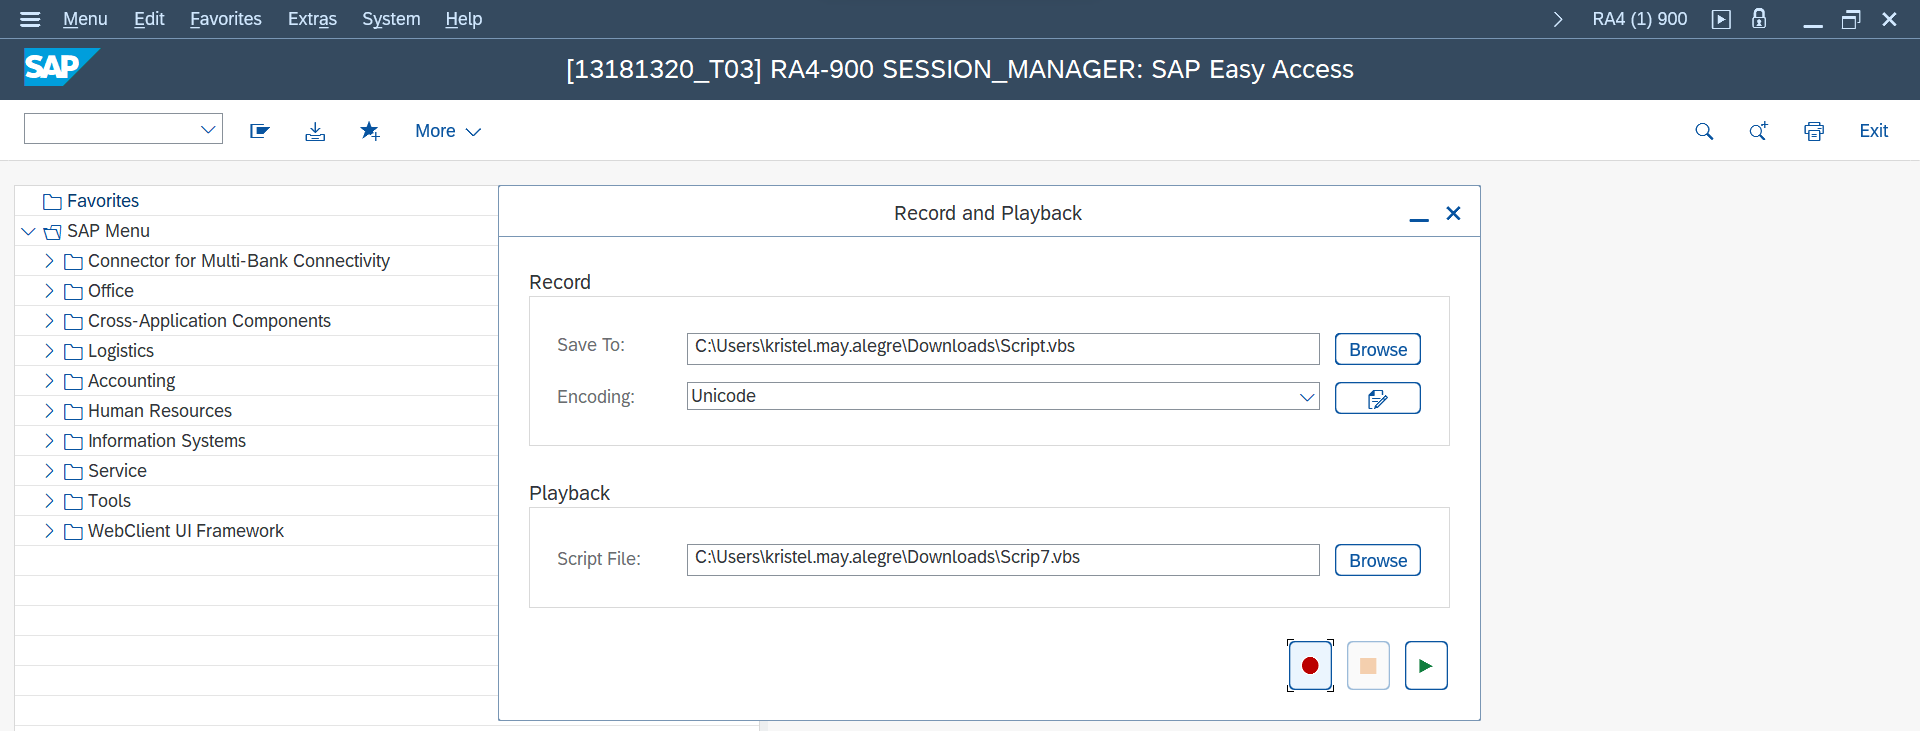 Menu Edit Favorites Extras System Help RA4 (1) 900
SAP [13181320_T03] RA4-900 SESSION_MANAGER: SAP Easy Access
More Exit
Favorites
SAP Menu
Connector for Multi-Bank Connectivity
Office
Cross-Application Components
Logistics
Accounting
Human Resources
Information Systems
Service
Tools
WebClient UI Framework
Record and Playback
Record
Save To: C:\Users\kristel.may.alegre\Downloads\Script.vbs Browse
Encoding: Unicode
Playback
Script File: C:\Users\kristel.may.alegre\Downloads\Scrip7.vbs Browse